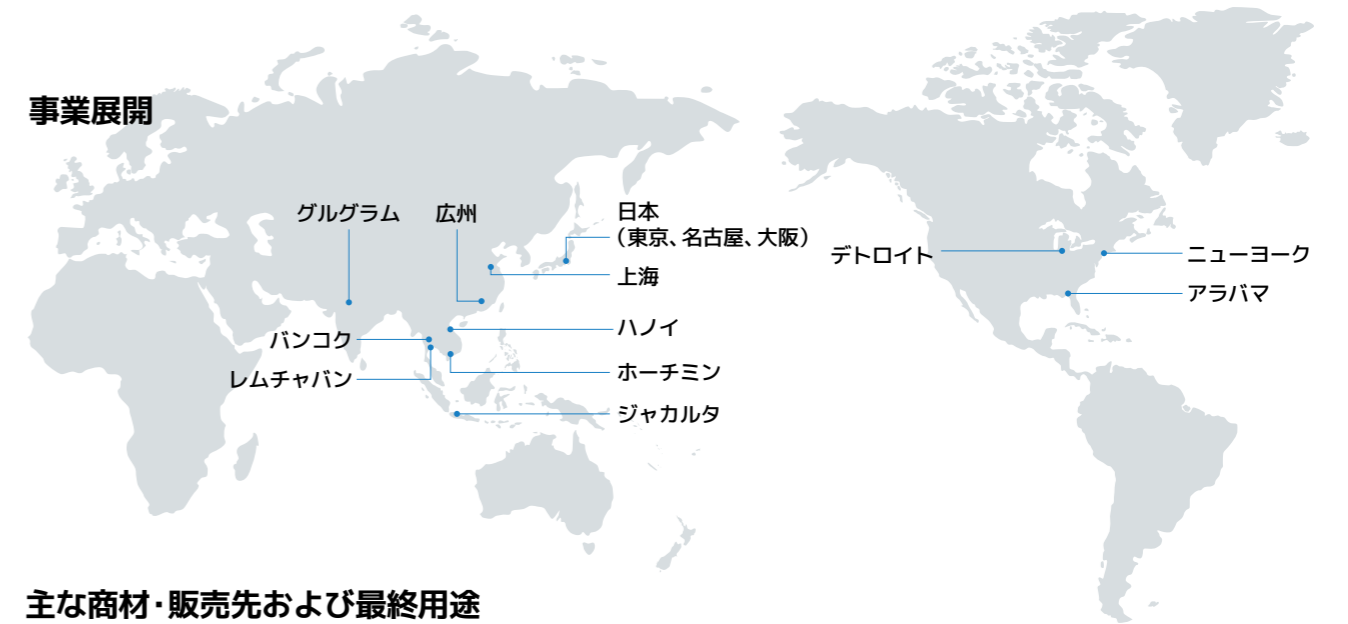 事業展開
グルグラム
広州
日本
（東京、名古屋、大阪）
上海
デトロイト
ニューヨーク
アラバマ
バンコク
ハノイ
レムチャバン
ホーチミン
ジャカルタ
主な商材・販売先および最終用途